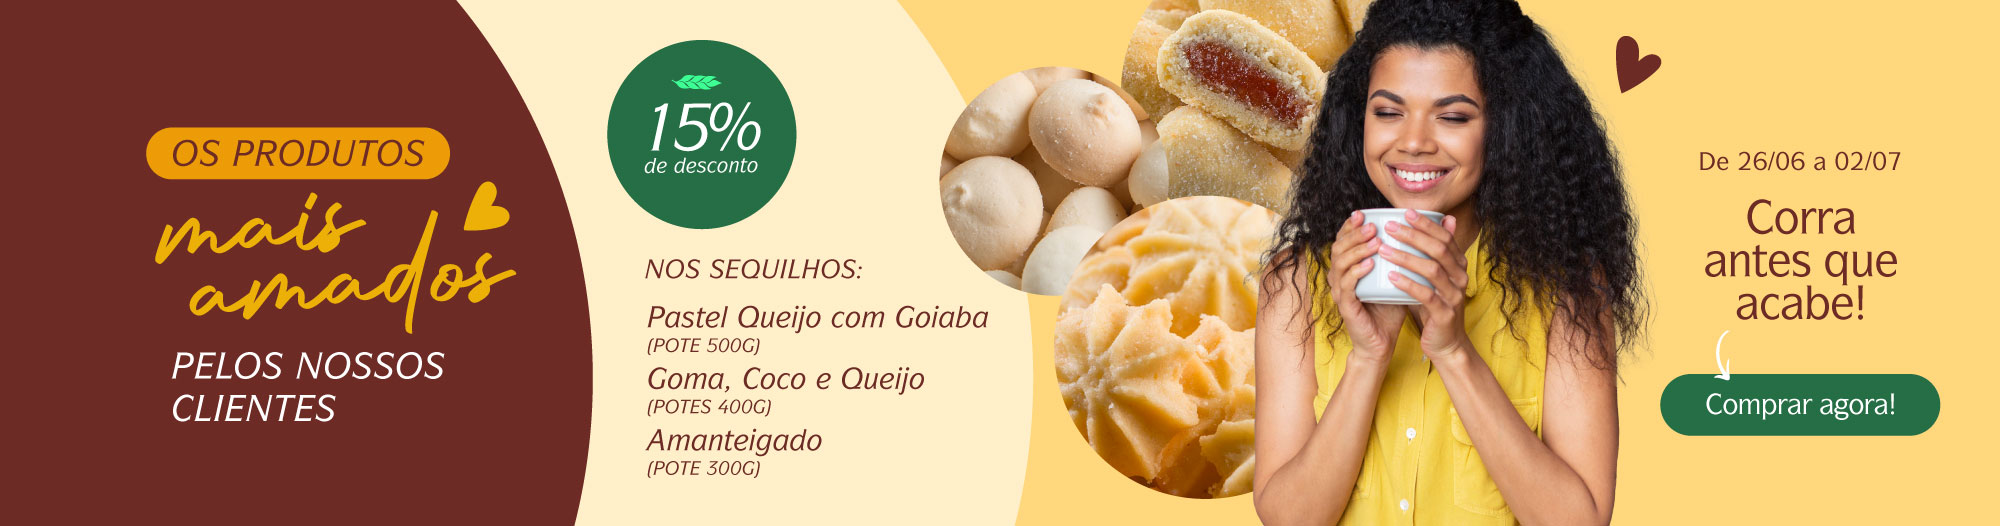 OS PRODUTOS
mais
amados
PELOS NOSSOS
CLIENTES
15%
de desconto
NOS SEQUILHOS:
Pastel Queijo com Goiaba
(POTE 500G)
Goma, Coco e Queijo
(POTES 400G)
Amanteigado
(POTE 300G)
De 26/06 a 02/07
Corra
antes que
acabe!
Comprar agora!